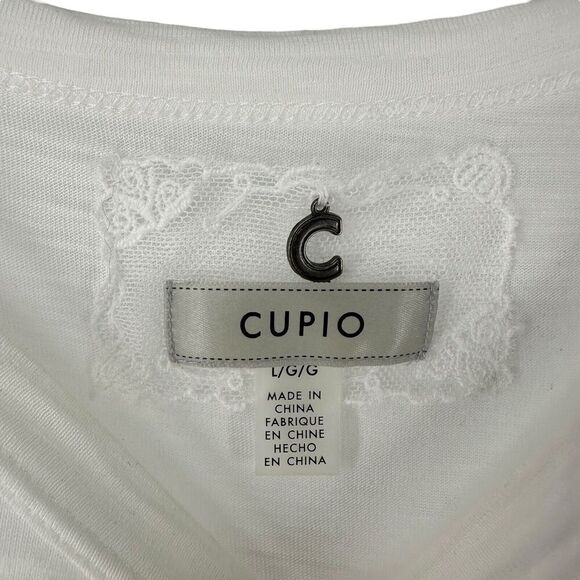 C
CUPIO
L/G/G
MADE IN
CHINA
FABRIQUE
EN CHINE
HECHO
EN CHINA